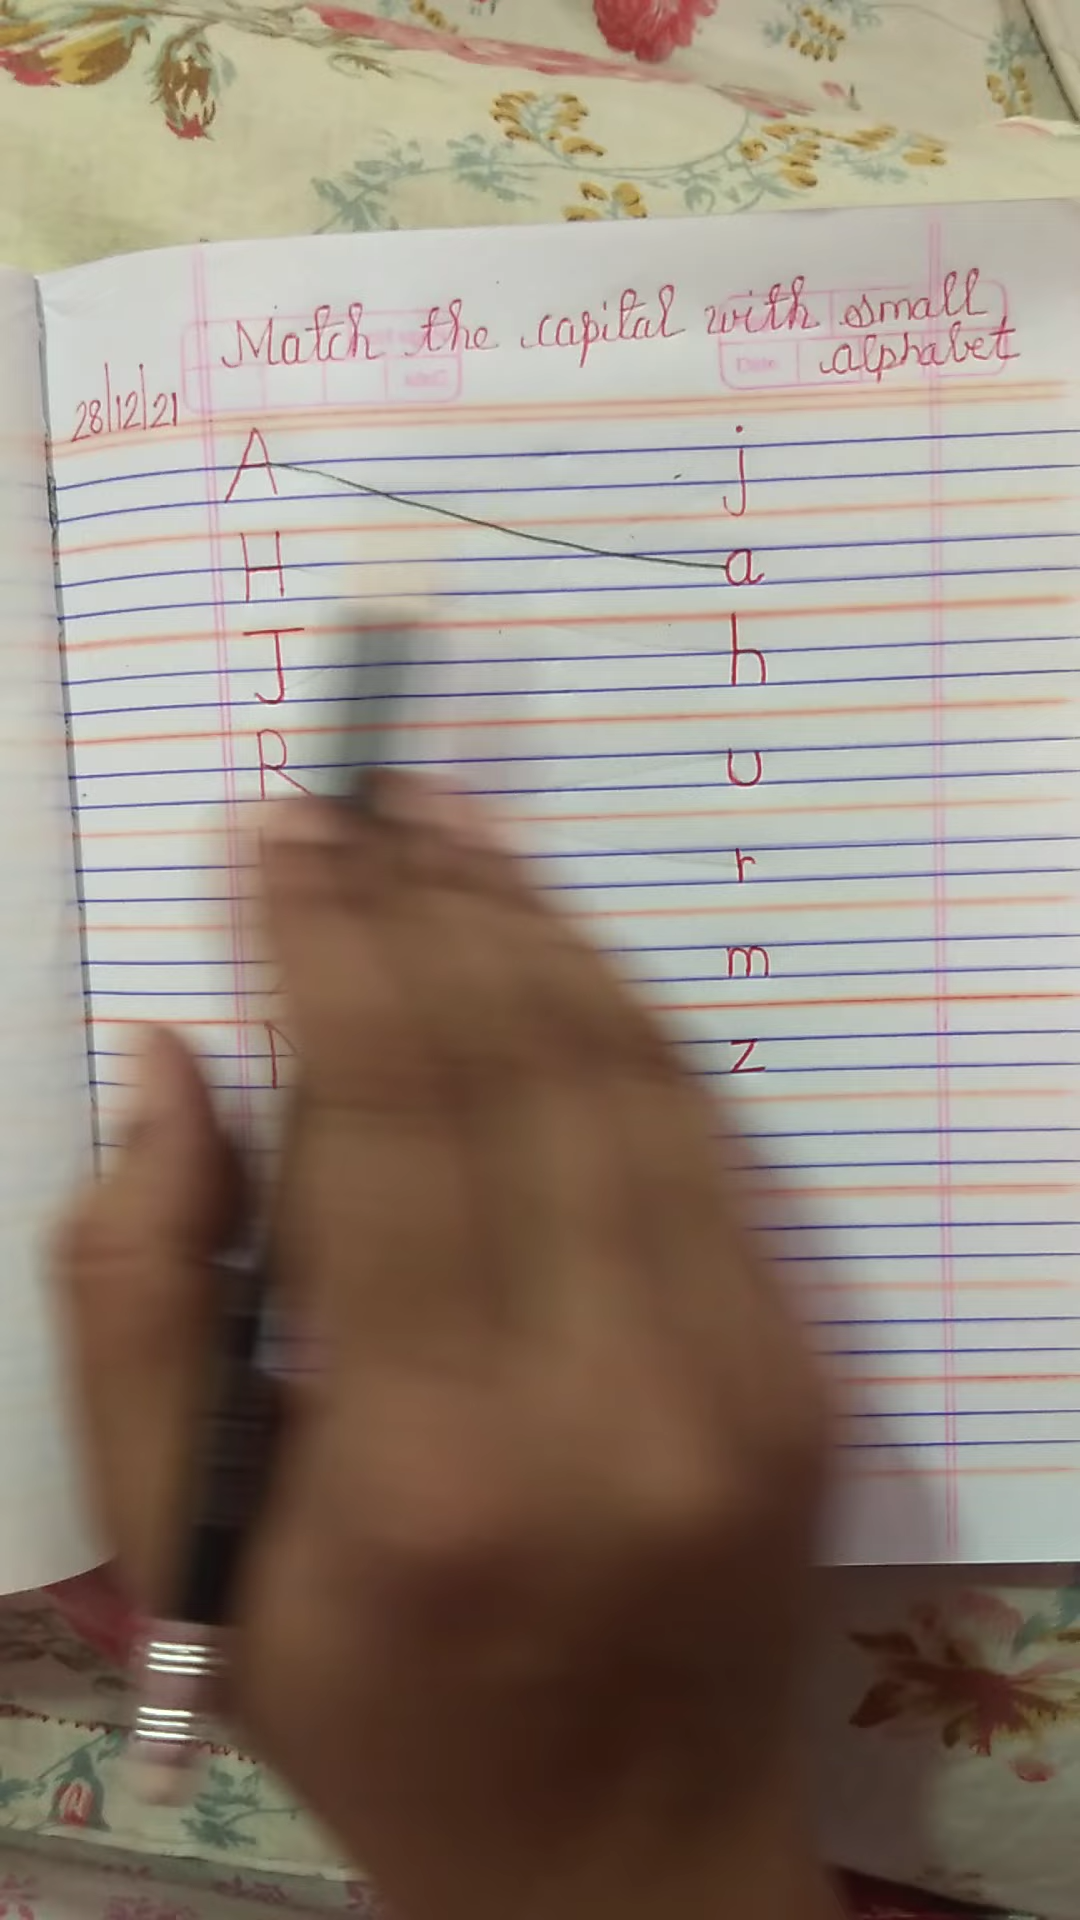 Match the capital with small
alphabet
28/12/21
A j
H a
J h
R u
r
m
z